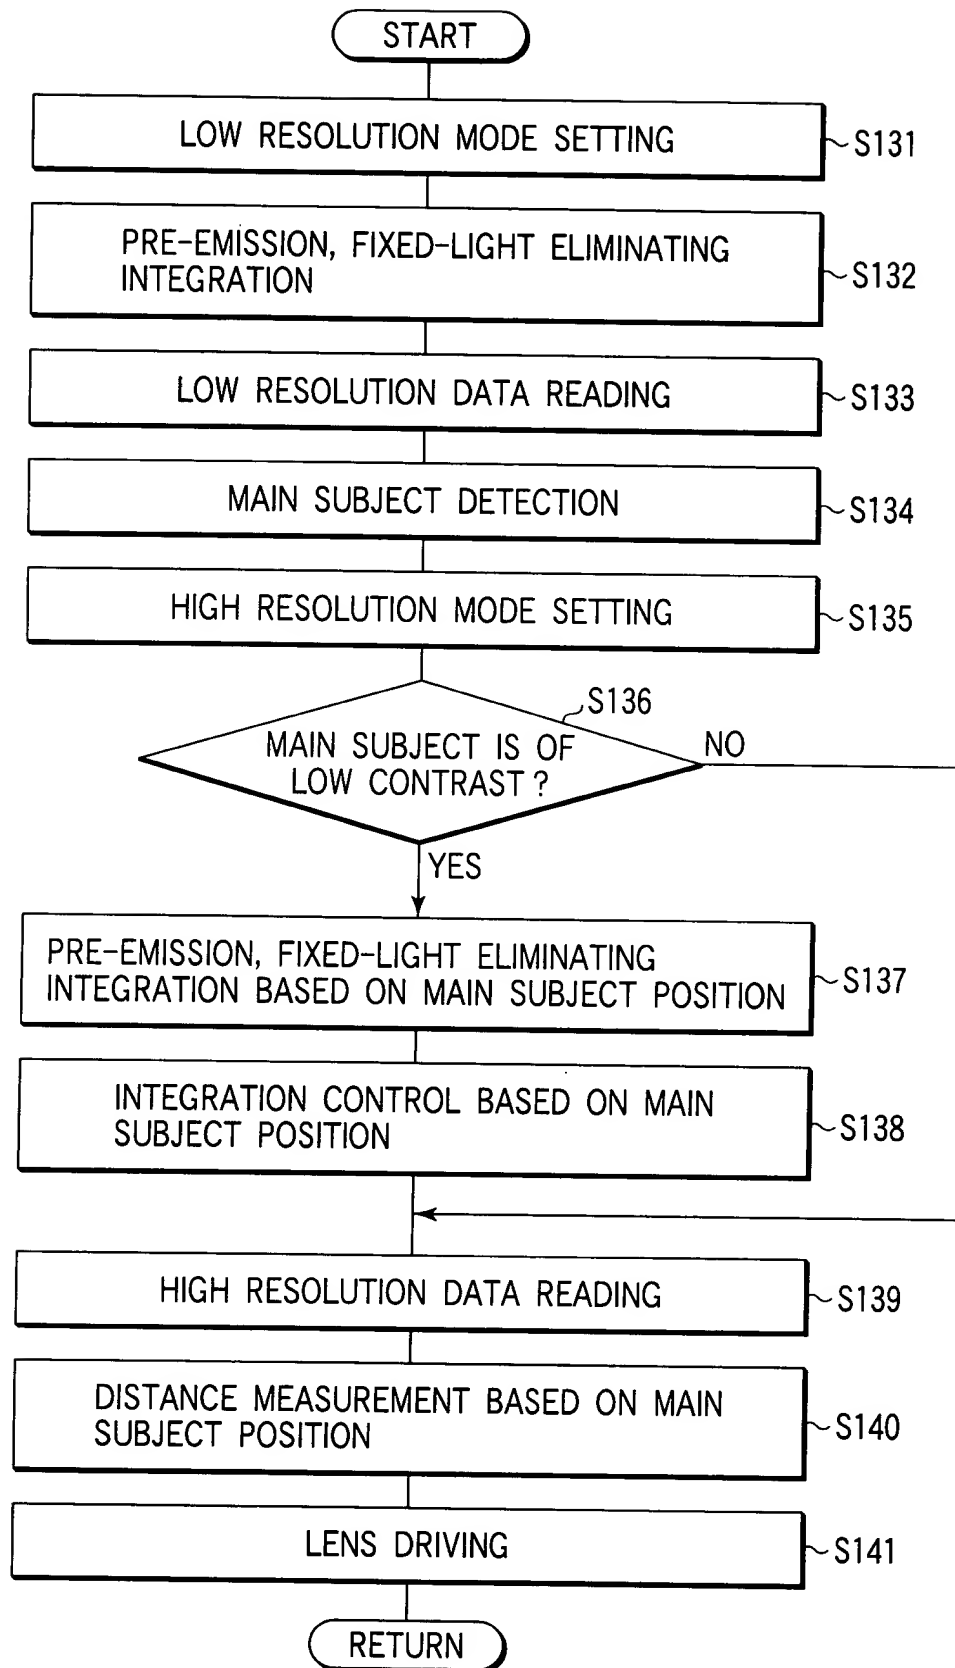 START
LOW RESOLUTION MODE SETTING
S131
PRE-EMISSION, FIXED-LIGHT ELIMINATING
INTEGRATION
S132
LOW RESOLUTION DATA READING
S133
MAIN SUBJECT DETECTION
S134
HIGH RESOLUTION MODE SETTING
S135
S136
MAIN SUBJECT IS OF
LOW CONTRAST ?
NO
YES
PRE-EMISSION, FIXED-LIGHT ELIMINATING
INTEGRATION BASED ON MAIN SUBJECT POSITION
S137
INTEGRATION CONTROL BASED ON MAIN
SUBJECT POSITION
S138
HIGH RESOLUTION DATA READING
S139
DISTANCE MEASUREMENT BASED ON MAIN
SUBJECT POSITION
S140
LENS DRIVING
S141
RETURN